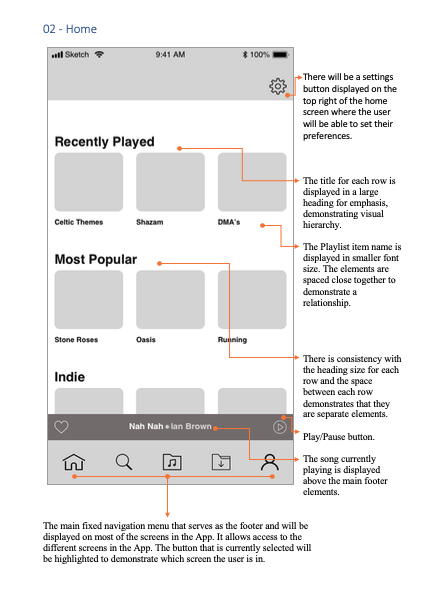 02 - Home
Sketch 9:41 AM 100%
There will be a settings
button displayed on the
top right of the home
screen where the user
will be able to set their
preferences.
Recently Played
Celtic Themes Shazam DMA's
The title for each row is
displayed in a large
heading for emphasis,
demonstrating visual
hierarchy.
The Playlist item name is
displayed in smaller font
size. The elements are
spaced close together to
demonstrate a
relationship.
Most Popular
Stone Roses Oasis Running
There is consistency with
the heading size for each
row and the space
between each row
demonstrates that they
are separate elements.
Indie
Nah Nah • Ian Brown
Play/Pause button.
The song currently
playing is displayed
above the main footer
elements.
The main fixed navigation menu that serves as the footer and will be
displayed on most of the screens in the App. It allows access to the
different screens in the App. The button that is currently selected will
be highlighted to demonstrate which screen the user is in.